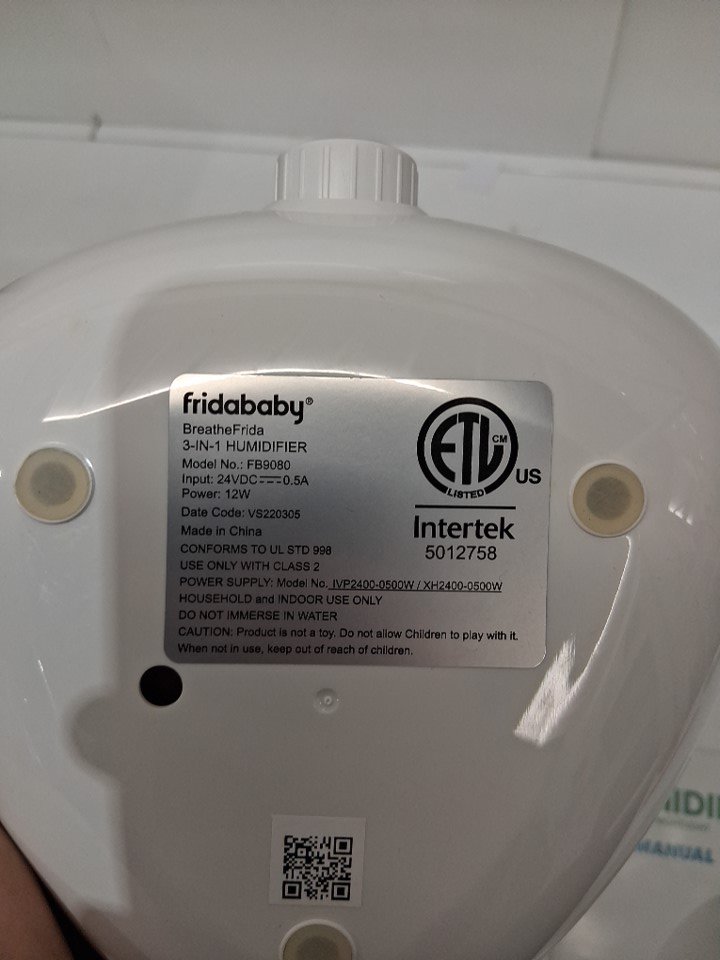 fridababy®
BreatheFrida
3-IN-1 HUMIDIFIER
Model No.: FB9080
Input: 24VDC⎓0.5A
Power: 12W
Date Code: VS220305
Made in China
CONFORMS TO UL STD 998
USE ONLY WITH CLASS 2
POWER SUPPLY: Model No. IVP2400-0500W / XH2400-0500W
HOUSEHOLD and INDOOR USE ONLY
DO NOT IMMERSE IN WATER
CAUTION: Product is not a toy. Do not allow Children to play with it.
When not in use, keep out of reach of children.
ETL CM
LISTED
US
Intertek
5012758
MANUAL